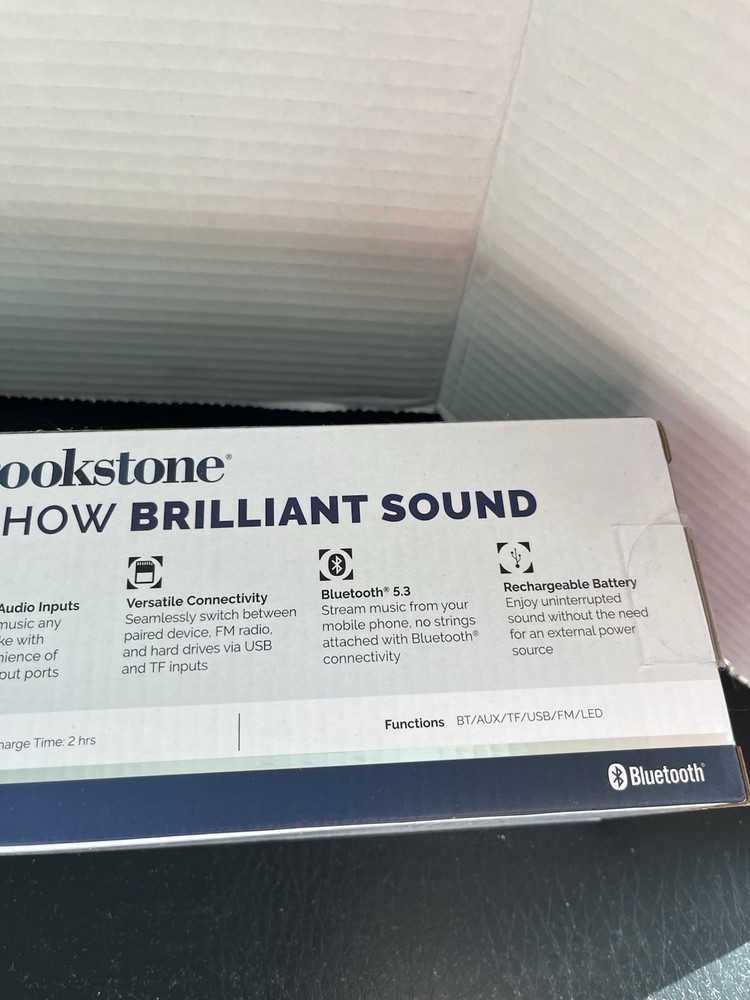 ookstone®
HOW BRILLIANT SOUND
Audio Inputs
music any
ke with
nience of
put ports
Versatile Connectivity
Seamlessly switch between
paired device, FM radio,
and hard drives via USB
and TF inputs
Bluetooth® 5.3
Stream music from your
mobile phone, no strings
attached with Bluetooth®
connectivity
Rechargeable Battery
Enjoy uninterrupted
sound without the need
for an external power
source
harge Time: 2 hrs
Functions BT/AUX/TF/USB/FM/LED
Bluetooth®